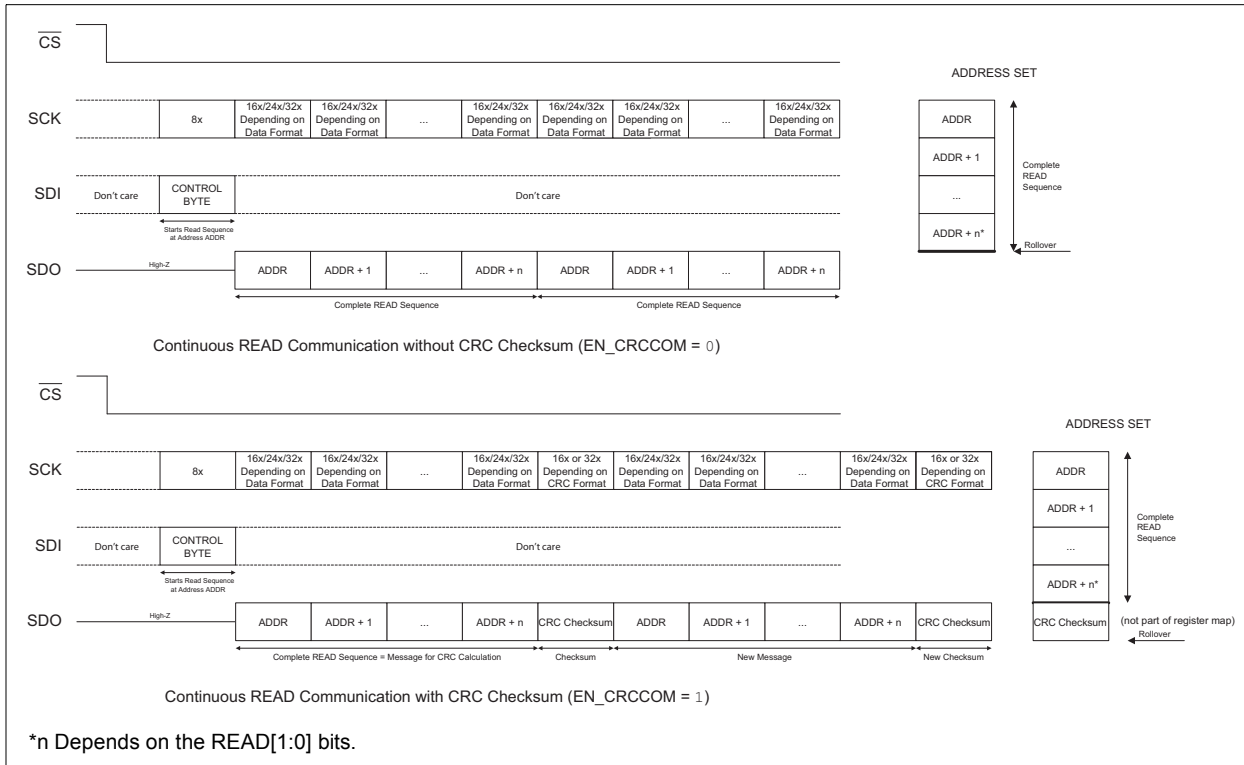 CS
ADDRESS SET
SCK
8x
16x/24x/32x
Depending on
Data Format
16x/24x/32x
Depending on
Data Format
...
16x/24x/32x
Depending on
Data Format
16x/24x/32x
Depending on
Data Format
16x/24x/32x
Depending on
Data Format
...
16x/24x/32x
Depending on
Data Format
ADDR
ADDR + 1
...
ADDR + n*
Complete
READ
Sequence
Rollover
SDI
Don't care
CONTROL
BYTE
Don't care
Starts Read Sequence
at Address ADDR
SDO
High-Z
ADDR
ADDR + 1
...
ADDR + n
ADDR
ADDR + 1
...
ADDR + n
Complete READ Sequence
Complete READ Sequence
Continuous READ Communication without CRC Checksum (EN_CRCCOM = 0)
CS
ADDRESS SET
SCK
8x
16x/24x/32x
Depending on
Data Format
16x/24x/32x
Depending on
Data Format
...
16x/24x/32x
Depending on
Data Format
16x or 32x
Depending on
CRC Format
16x/24x/32x
Depending on
Data Format
16x/24x/32x
Depending on
Data Format
...
16x/24x/32x
Depending on
Data Format
16x or 32x
Depending on
CRC Format
ADDR
ADDR + 1
...
ADDR + n*
CRC Checksum
Complete
READ
Sequence
(not part of register map)
Rollover
SDI
Don't care
CONTROL
BYTE
Don't care
Starts Read Sequence
at Address ADDR
SDO
High-Z
ADDR
ADDR + 1
...
ADDR + n
CRC Checksum
ADDR
ADDR + 1
...
ADDR + n
CRC Checksum
Complete READ Sequence = Message for CRC Calculation
Checksum
New Message
New Checksum
Continuous READ Communication with CRC Checksum (EN_CRCCOM = 1)
*n Depends on the READ[1:0] bits.